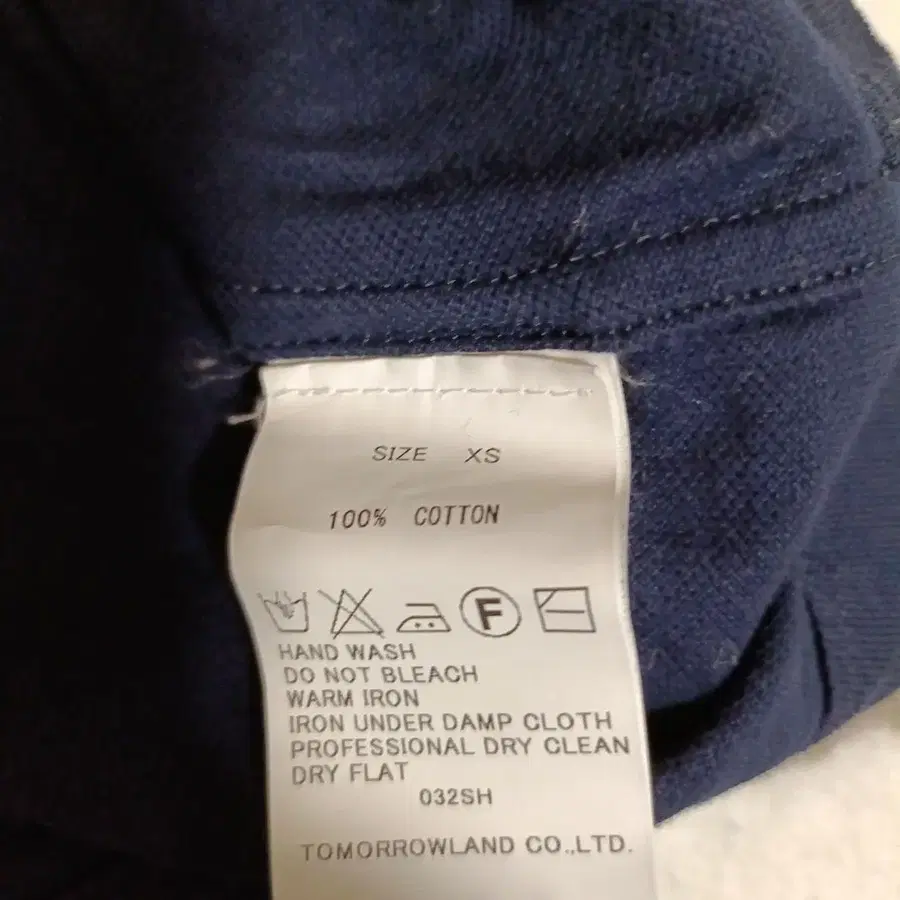 SIZE XS
100% COTTON
F
HAND WASH
DO NOT BLEACH
WARM IRON
IRON UNDER DAMP CLOTH
PROFESSIONAL DRY CLEAN
DRY FLAT
032SH
TOMORROWLAND CO.,LTD.